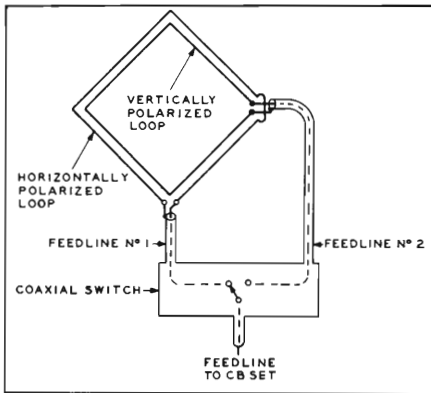 VERTICALLY
POLARIZED
LOOP
HORIZONTALLY
POLARIZED
LOOP
FEEDLINE Nº 1
FEEDLINE Nº 2
COAXIAL SWITCH
FEEDLINE
TO CB SET